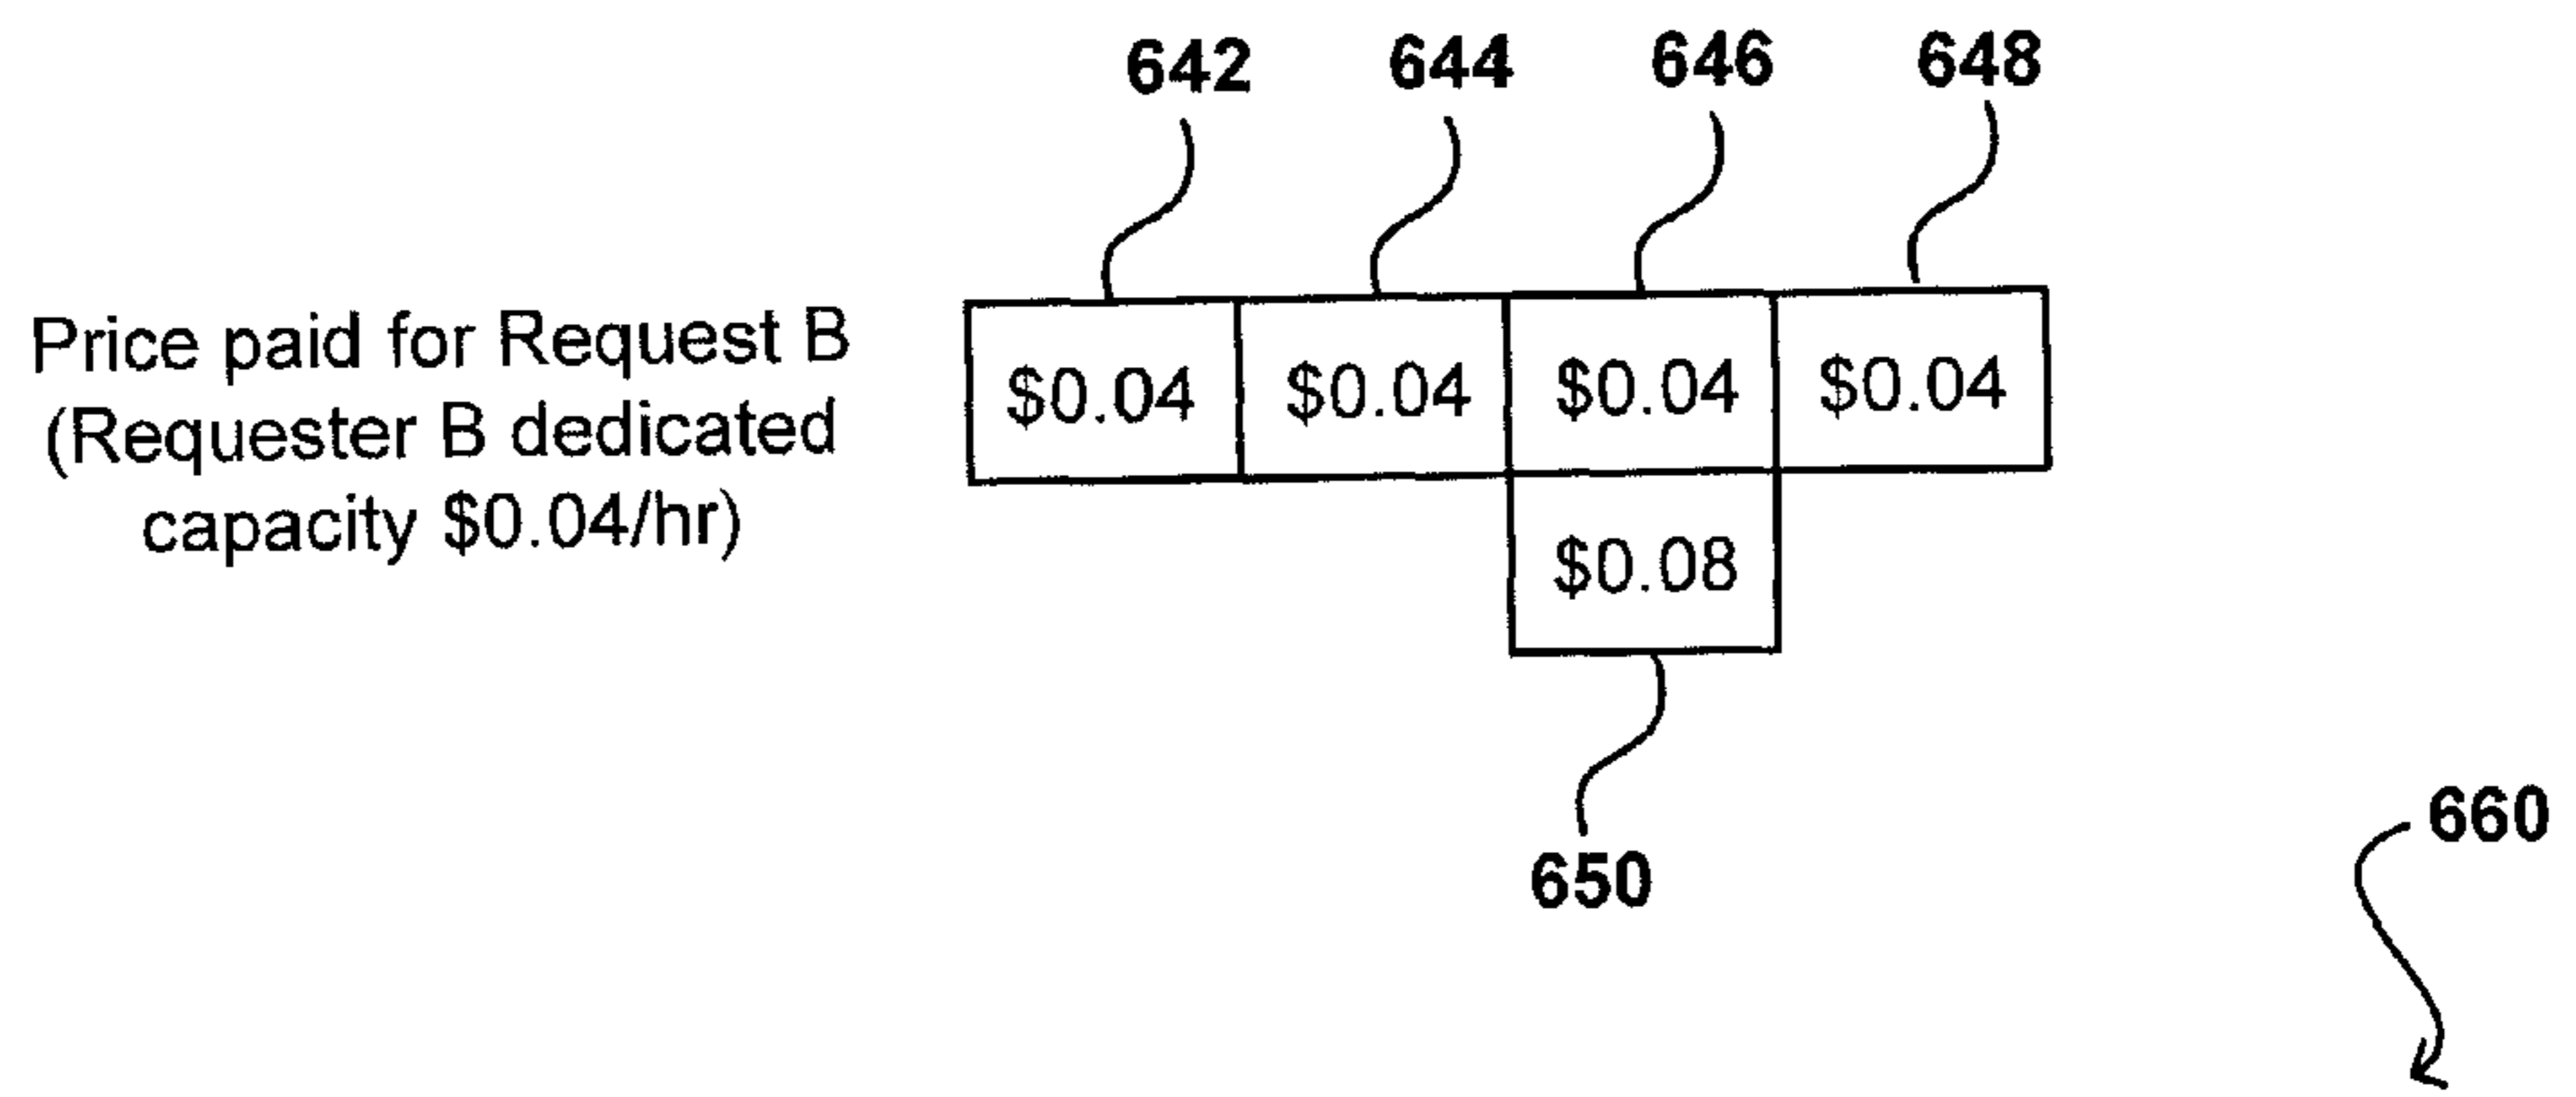 642 644 646 648
Price paid for Request B
(Requester B dedicated
capacity $0.04/hr)
$0.04 $0.04 $0.04 $0.04
$0.08
650
660